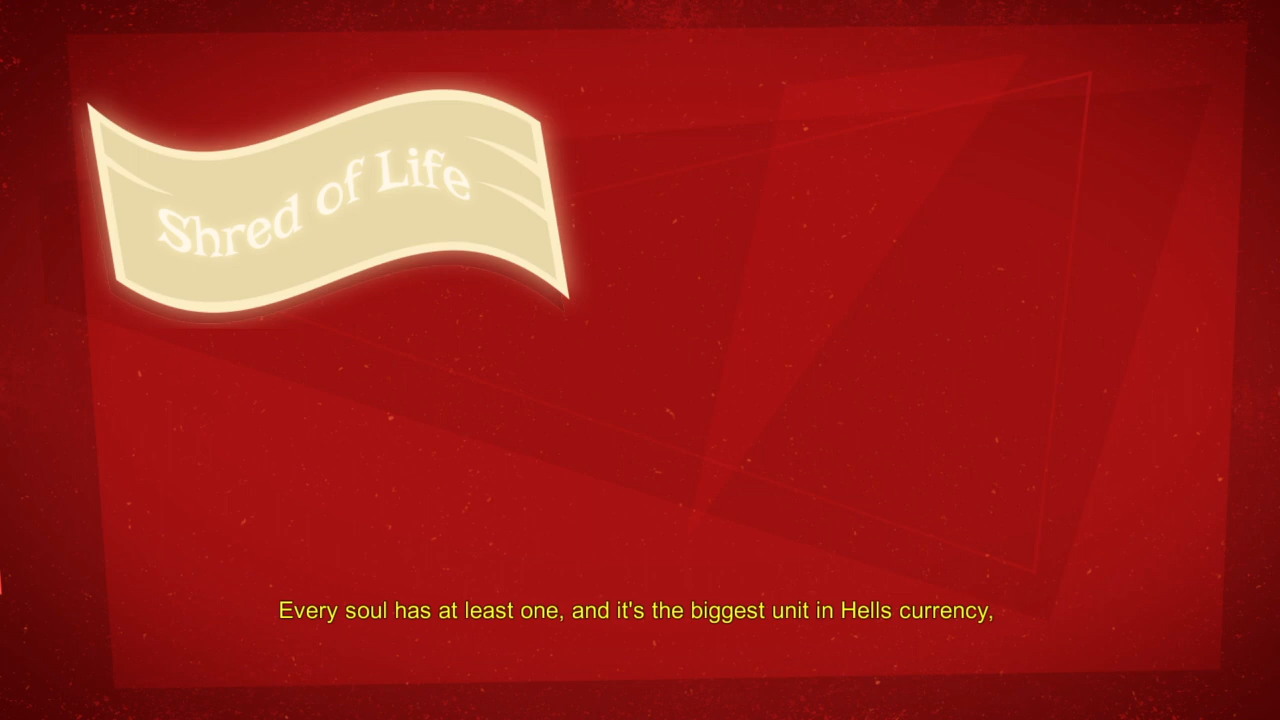 Shred of Life
Every soul has at least one, and it's the biggest unit in Hells currency,